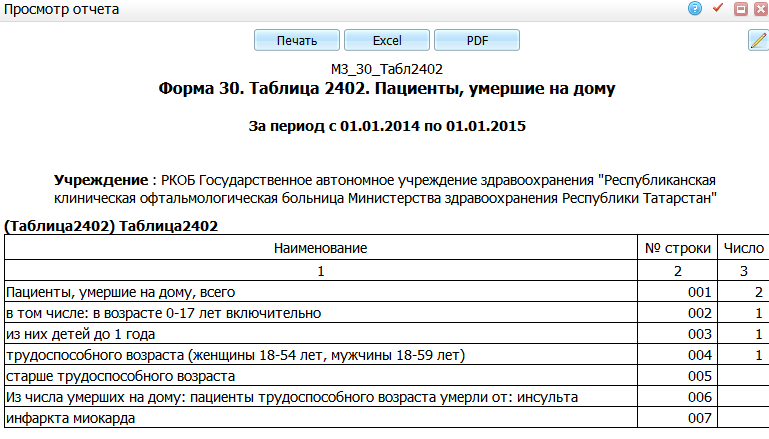 Просмотр отчета
Печать Excel PDF
МЗ_30_Табл2402
Форма 30. Таблица 2402. Пациенты, умершие на дому
За период с 01.01.2014 по 01.01.2015
Учреждение : РКОБ Государственное автономное учреждение здравоохранения "Республиканская
клиническая офтальмологическая больница Министерства здравоохранения Республики Татарстан"
(Таблица2402) Таблица2402
Наименование № строки Число
1 2 3
Пациенты, умершие на дому, всего 001 2
в том числе: в возрасте 0-17 лет включительно 002 1
из них детей до 1 года 003 1
трудоспособного возраста (женщины 18-54 лет, мужчины 18-59 лет) 004 1
старше трудоспособного возраста 005
Из числа умерших на дому: пациенты трудоспособного возраста умерли от: инсульта 006
инфаркта миокарда 007